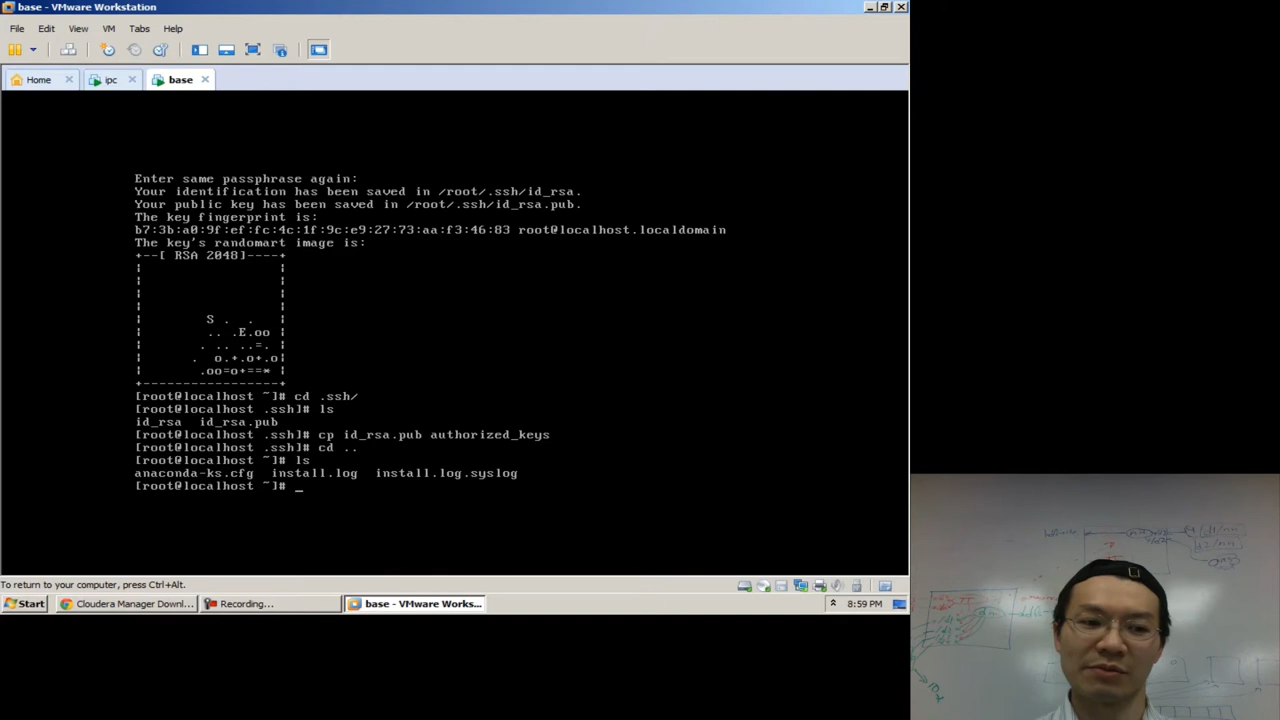 base - VMware Workstation
File Edit View VM Tabs Help
Home ipc base
Enter same passphrase again:
Your identification has been saved in /root/.ssh/id_rsa.
Your public key has been saved in /root/.ssh/id_rsa.pub.
The key fingerprint is:
b7:3b:a0:9f:ef:fc:4c:1f:9c:e9:27:73:aa:f3:46:83 root@localhost.localdomain
The key's randomart image is:
+--[ RSA 2048]----+
|                 |
|                 |
|                 |
|                 |
|        S .  .   |
|        .. .E.oo |
|       . .. ..=. |
|      .  o.+.o+.o|
|       .oo=o+==* |
+-----------------+
[root@localhost ~]# cd .ssh/
[root@localhost .ssh]# ls
id_rsa id_rsa.pub
[root@localhost .ssh]# cp id_rsa.pub authorized_keys
[root@localhost .ssh]# cd ..
[root@localhost ~]# ls
anaconda-ks.cfg install.log install.log.syslog
[root@localhost ~]# _
To return to your computer, press Ctrl+Alt.
Start Cloudera Manager Downl... Recording... base - VMware Works... 8:59 PM